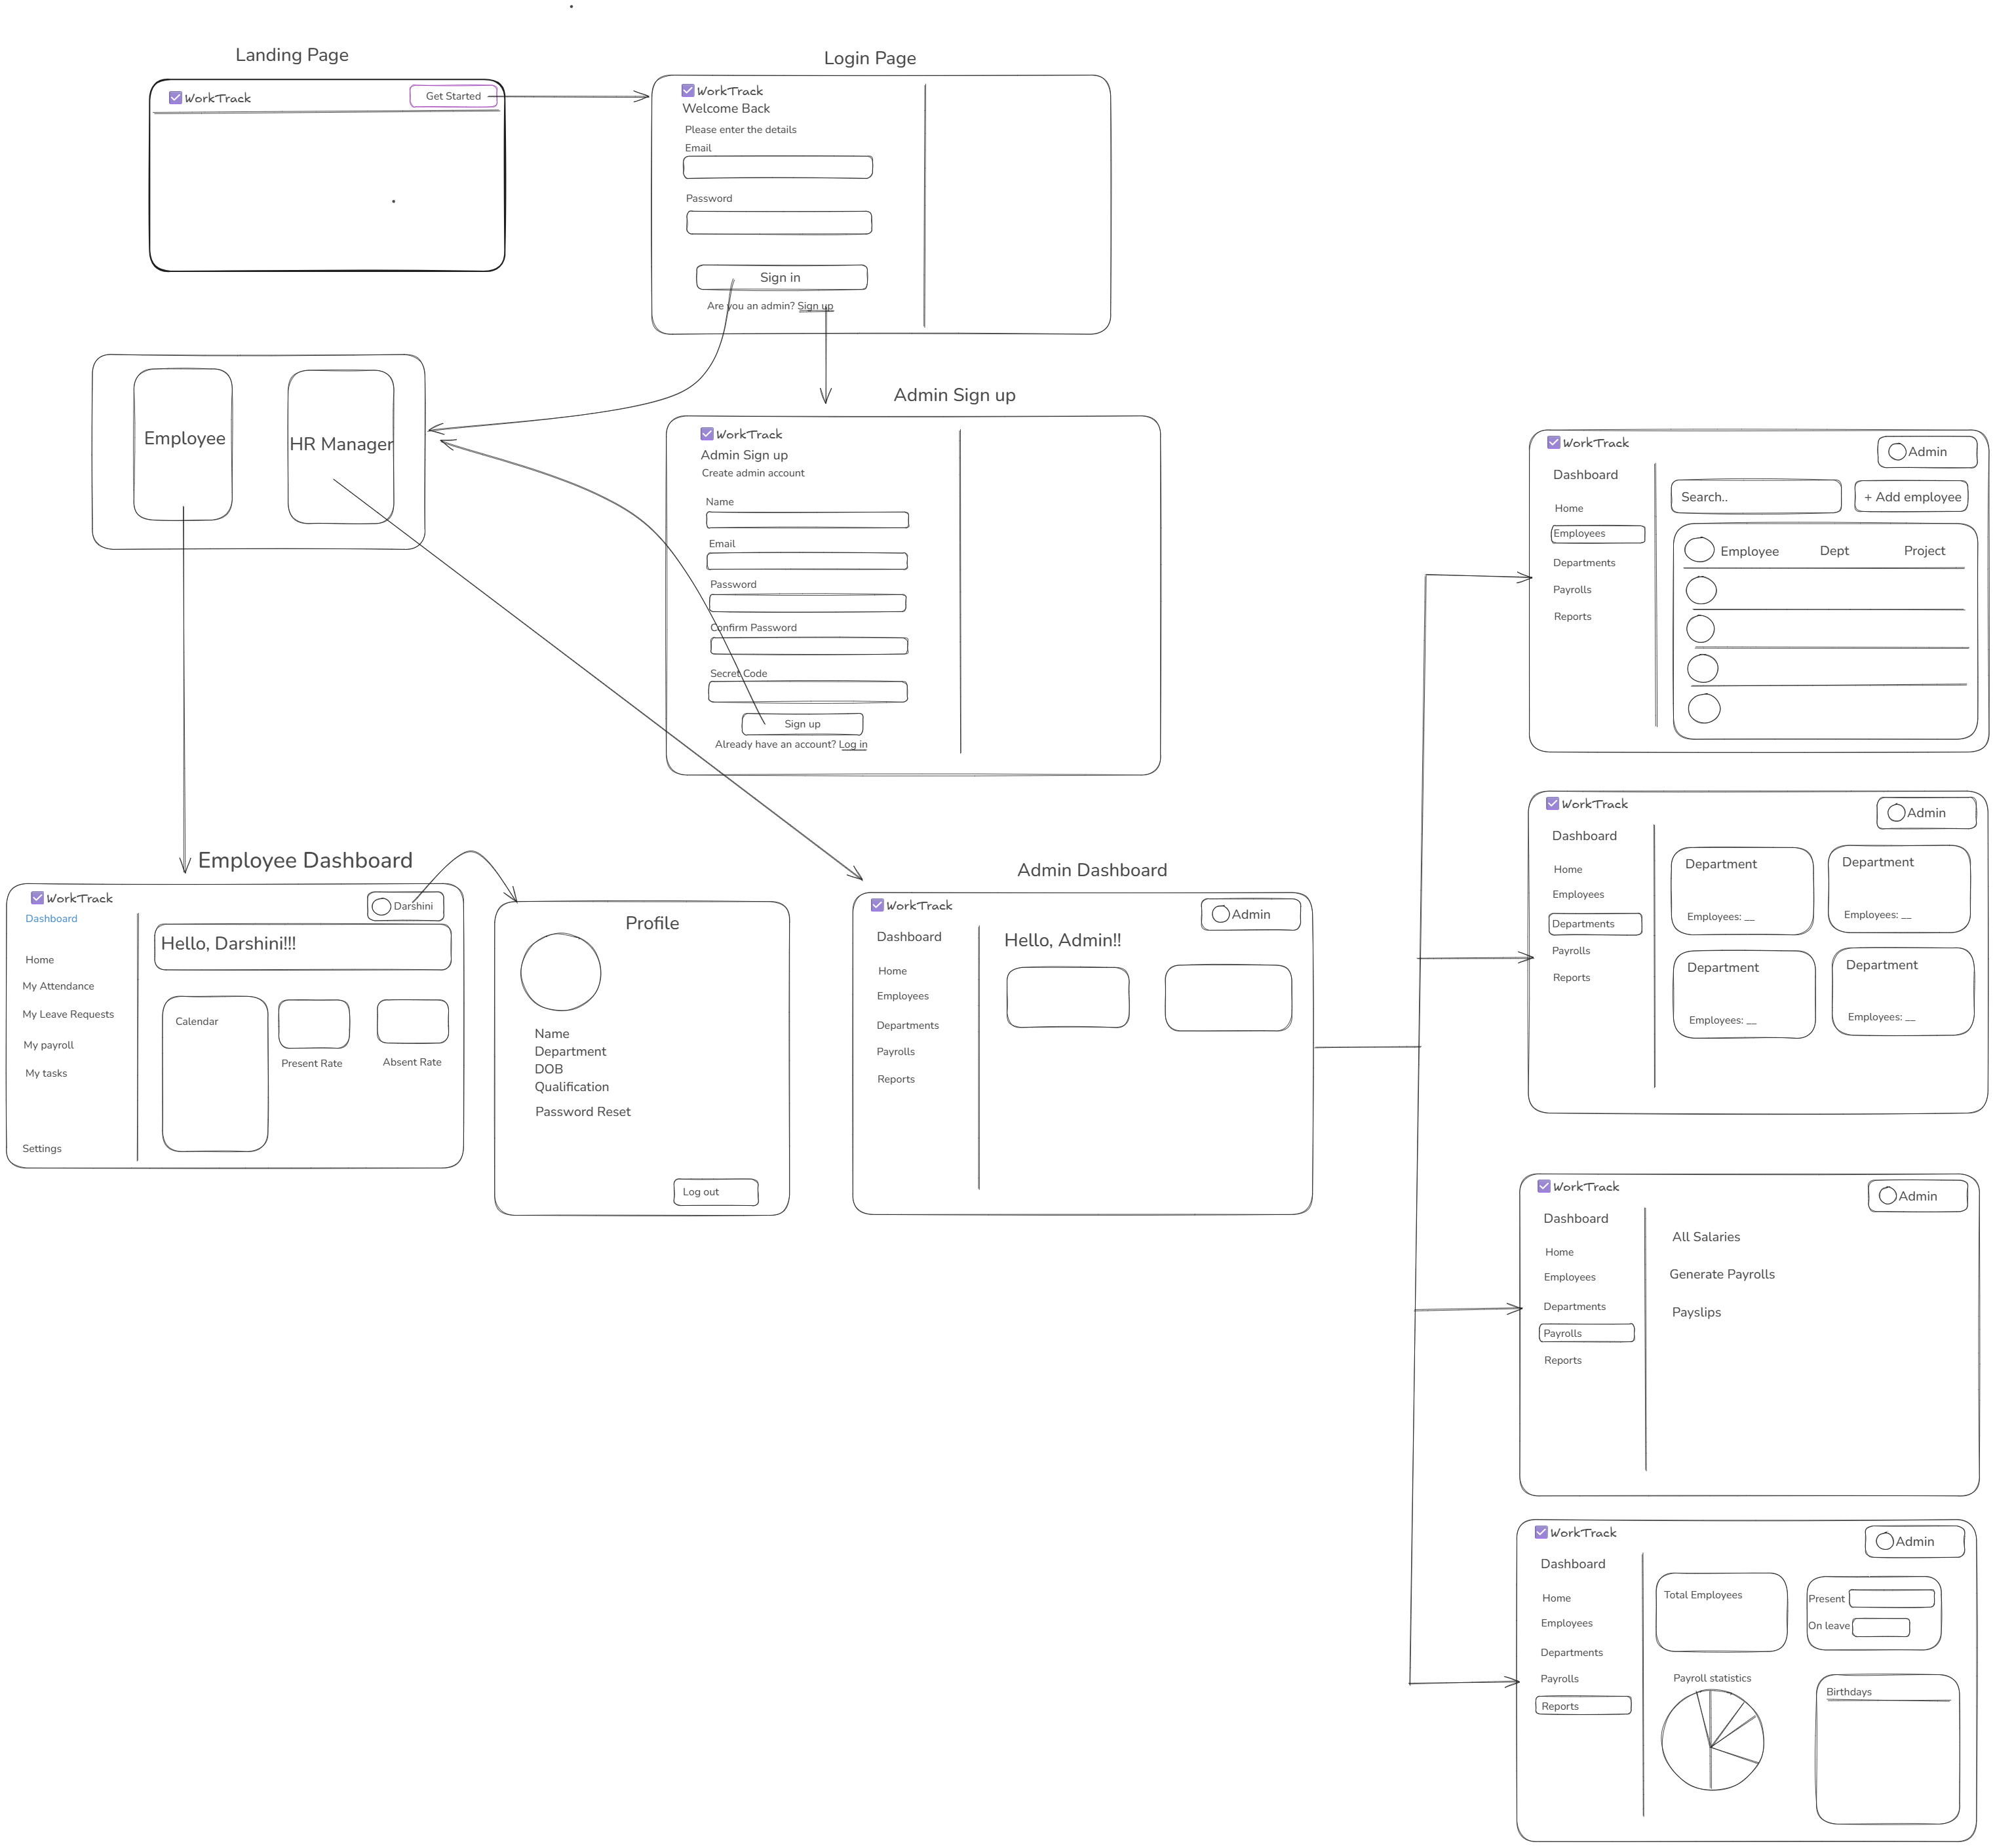 Landing Page
WorkTrack
Get Started
Login Page
WorkTrack
Welcome Back
Please enter the details
Email
Password
Sign in
Are you an admin? Sign up
Employee
HR Manager
Admin Sign up
WorkTrack
Admin Sign up
Create admin account
Name
Email
Password
Confirm Password
Secret Code
Sign up
Already have an account? Log in
Employee Dashboard
WorkTrack
Darshini
Dashboard
Hello, Darshini!!!
Home
My Attendance
My Leave Requests
My payroll
My tasks
Settings
Calendar
Present Rate
Absent Rate
Profile
Name
Department
DOB
Qualification
Password Reset
Log out
Admin Dashboard
WorkTrack
Admin
Dashboard
Hello, Admin!!
Home
Employees
Departments
Payrolls
Reports
WorkTrack
Admin
Dashboard
Home
Employees
Departments
Payrolls
Reports
Search..
+ Add employee
Employee Dept Project
WorkTrack
Admin
Dashboard
Home
Employees
Departments
Payrolls
Reports
Department
Employees: __
Department
Employees: __
Department
Employees: __
Department
Employees: __
WorkTrack
Admin
Dashboard
Home
Employees
Departments
Payrolls
Reports
All Salaries
Generate Payrolls
Payslips
WorkTrack
Admin
Dashboard
Home
Employees
Departments
Payrolls
Reports
Total Employees
Present
On leave
Payroll statistics
Birthdays